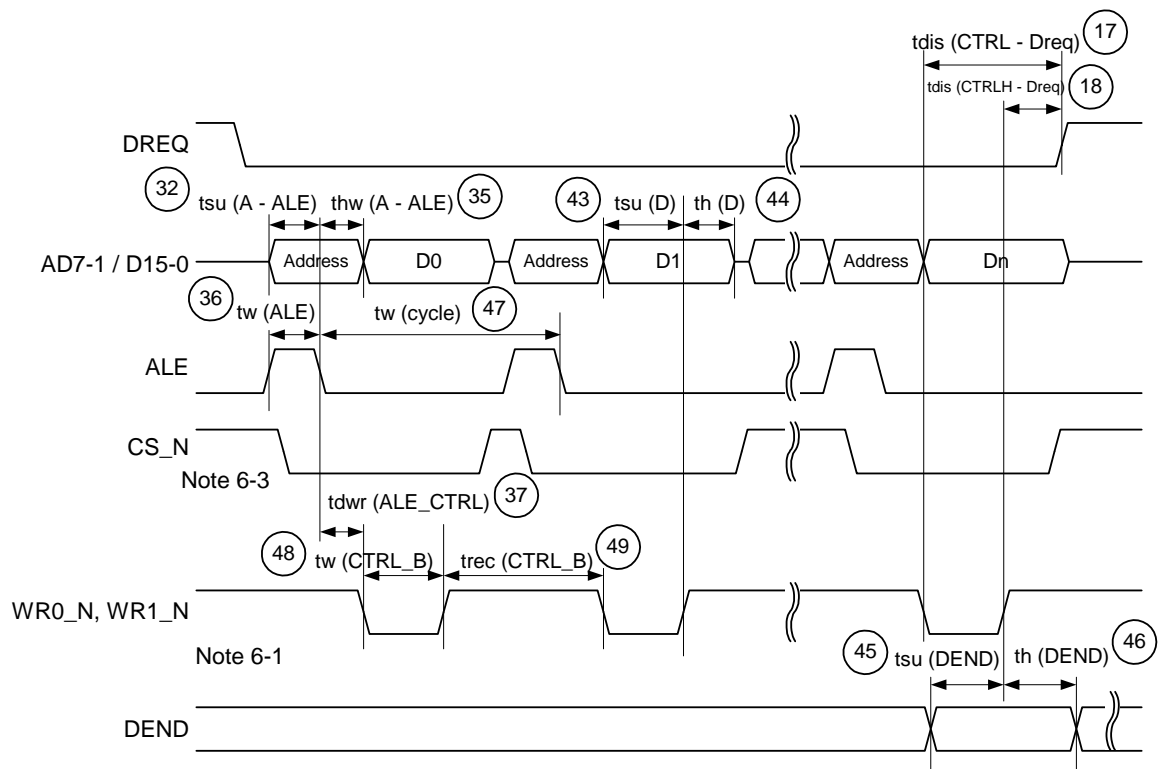 17
tdis (CTRL - Dreq)
tdis (CTRLH - Dreq)
18
DREQ
32
tsu (A - ALE)
thw (A - ALE)
35
43
tsu (D)
th (D)
44
AD7-1 / D15-0
Address
D0
Address
D1
Address
Dn
36
tw (ALE)
tw (cycle)
47
ALE
CS_N
Note 6-3
tdwr (ALE_CTRL)
37
48
tw (CTRL_B)
trec (CTRL_B)
49
WR0_N, WR1_N
Note 6-1
45
tsu (DEND)
th (DEND)
46
DEND